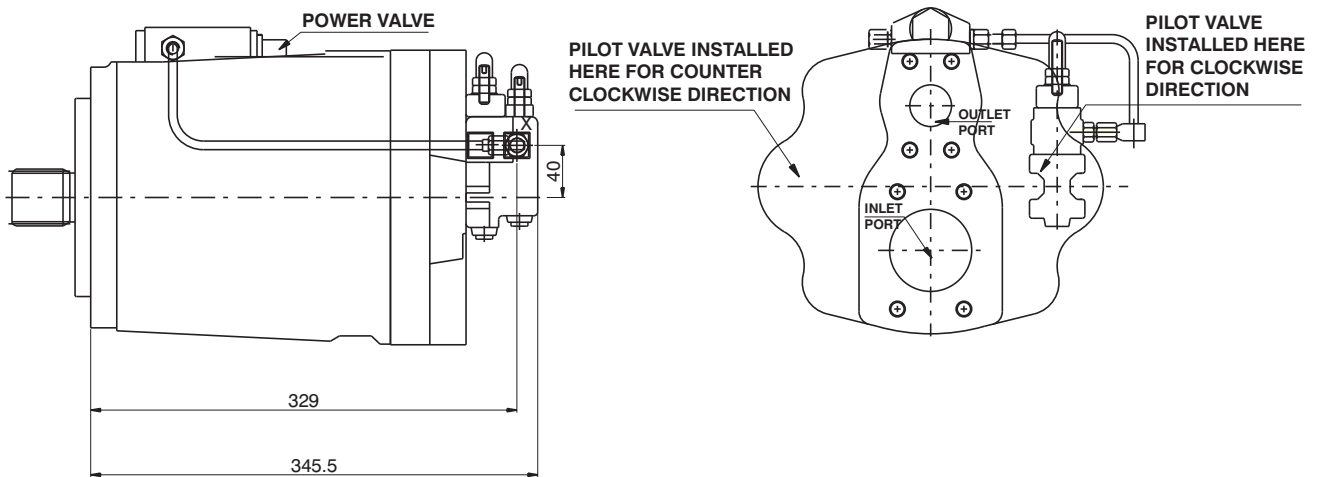 POWER VALVE
X
40
329
345.5
PILOT VALVE INSTALLED
HERE FOR COUNTER
CLOCKWISE DIRECTION
OUTLET
PORT
INLET
PORT
PILOT VALVE
INSTALLED HERE
FOR CLOCKWISE
DIRECTION